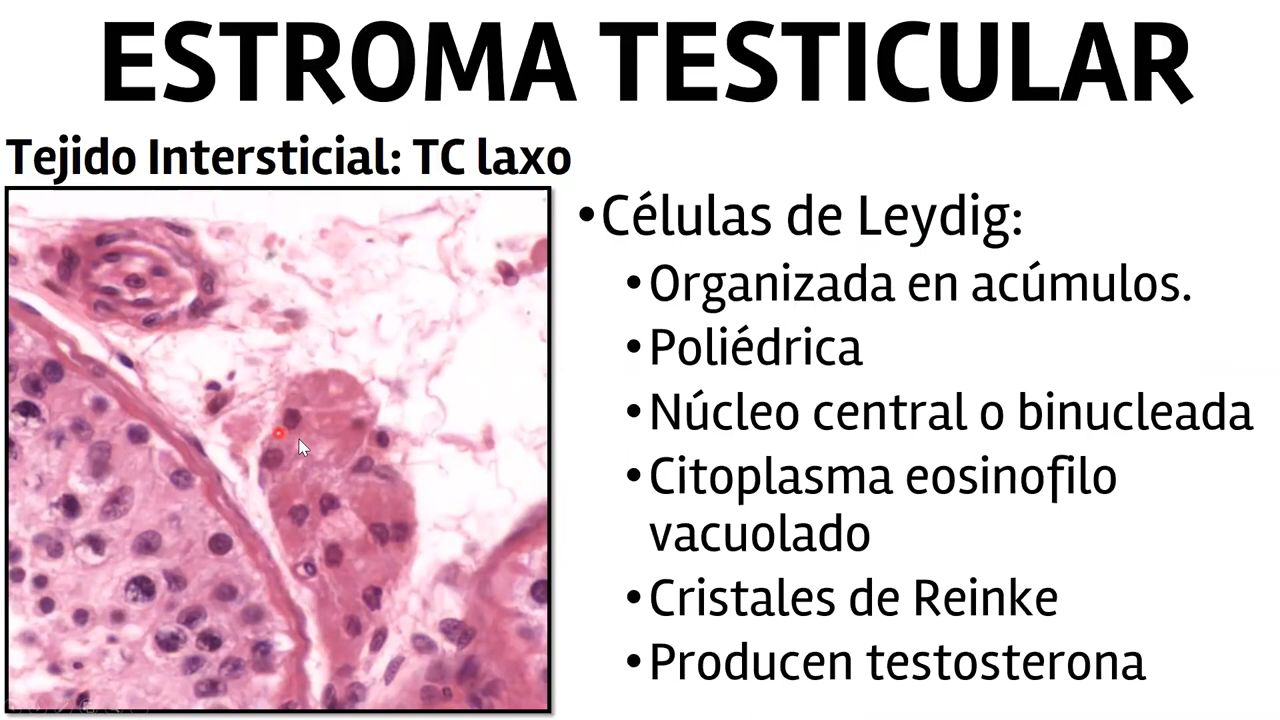 ESTROMA TESTICULAR
Tejido Intersticial: TC laxo
•Células de Leydig:
•Organizada en acúmulos.
•Poliédrica
•Núcleo central o binucleada
•Citoplasma eosinofilo
vacuolado
•Cristales de Reinke
•Producen testosterona